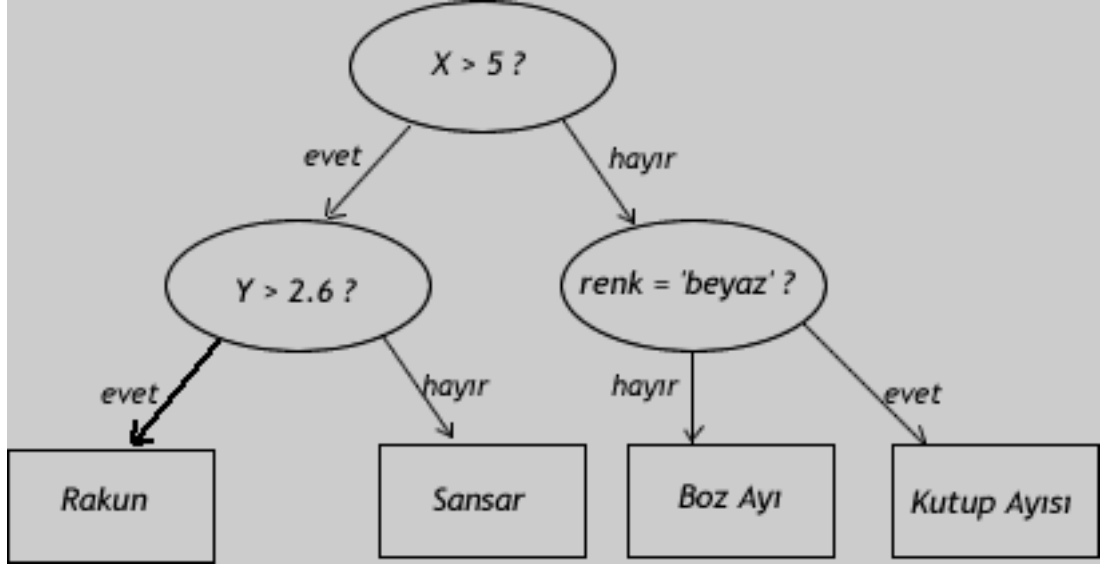 X > 5 ?
evet
hayır
Y > 2.6 ?
renk = 'beyaz' ?
evet
hayır
hayır
evet
Rakun
Sansar
Boz Ayı
Kutup Ayısı